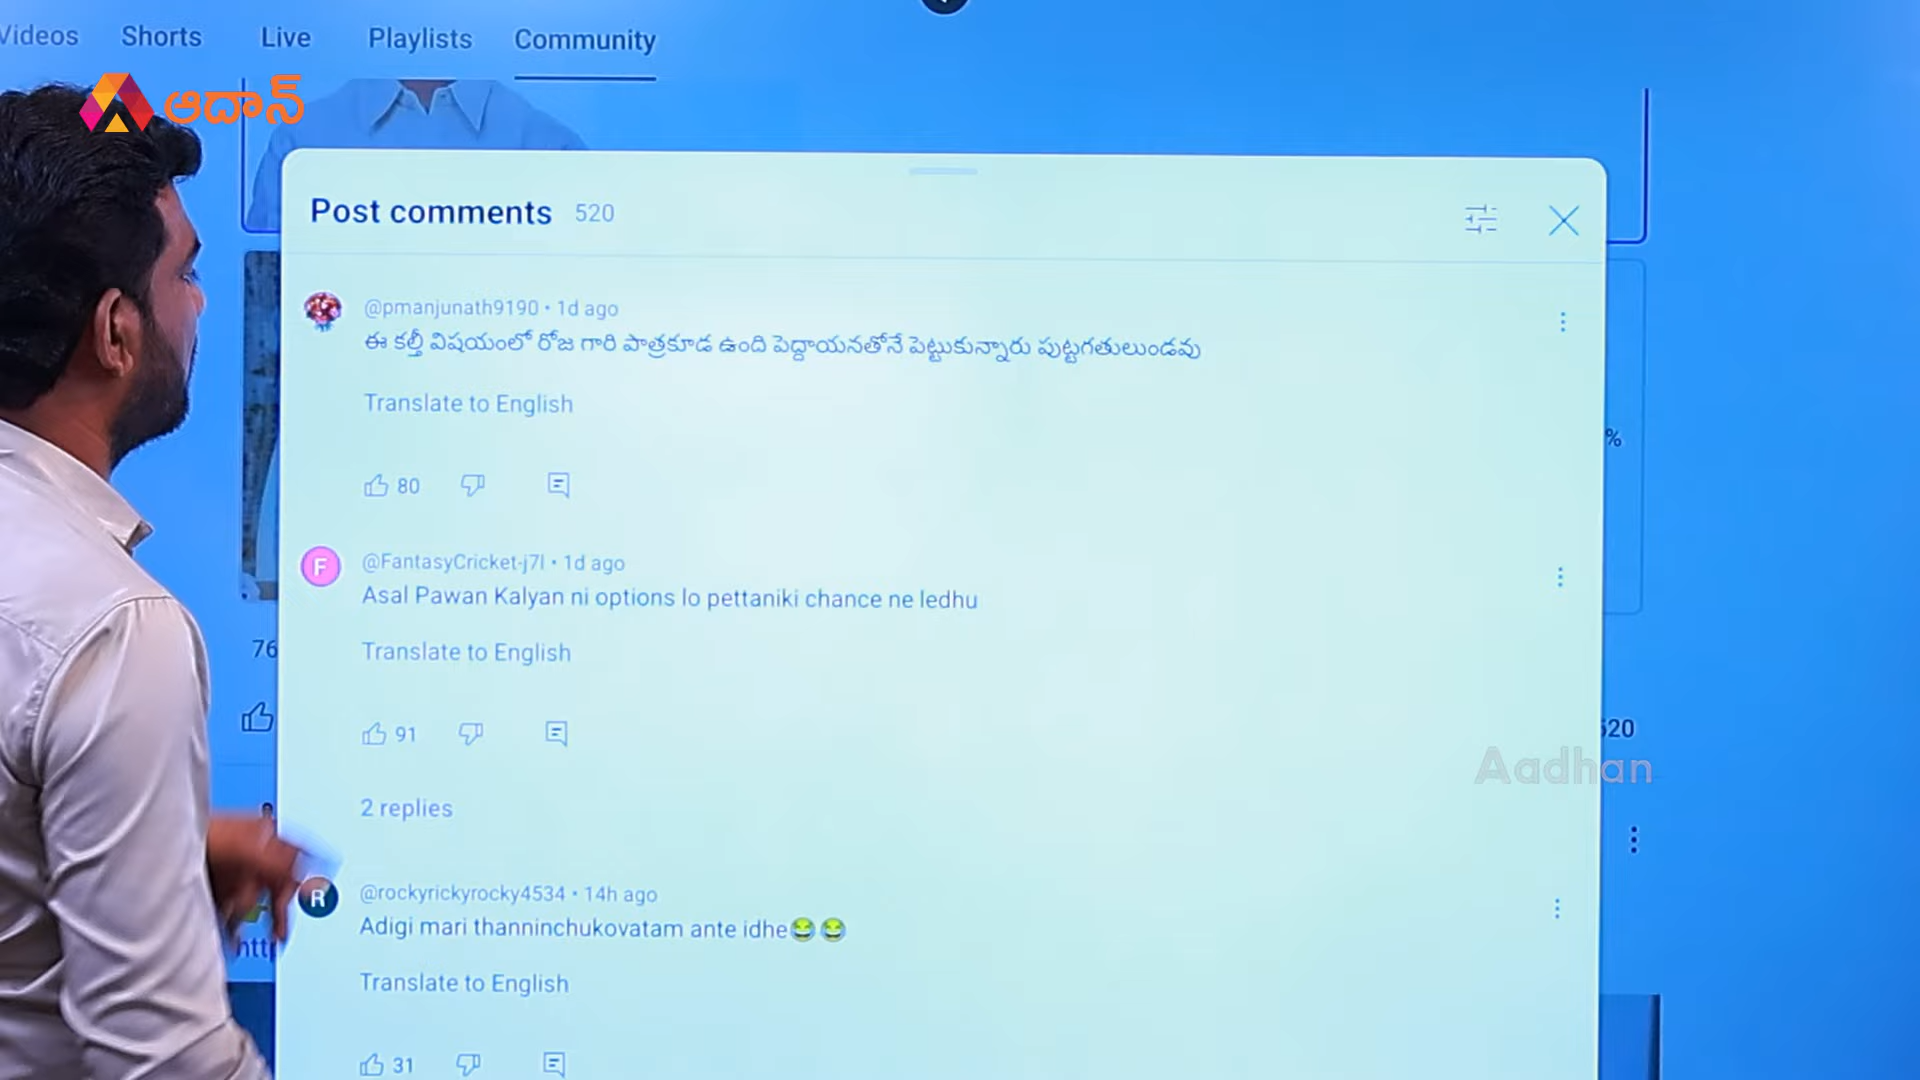 Videos Shorts Live Playlists Community
ఆదాన్
Post comments 520
@pmanjunath9190 • 1d ago
ఈ కల్తీ విషయంలో రోజ గారి పాత్రకూడ ఉంది పెద్దాయనతోనే పెట్టుకున్నారు పుట్టగతులుండవు
Translate to English
80
%
F
@FantasyCricket-j7l • 1d ago
Asal Pawan Kalyan ni options lo pettaniki chance ne ledhu
Translate to English
76
91
520
Aadhan
2 replies
R
@rockyrickyrocky4534 • 14h ago
Adigi mari thanninchukovatam ante idhe😂😂
http
Translate to English
31